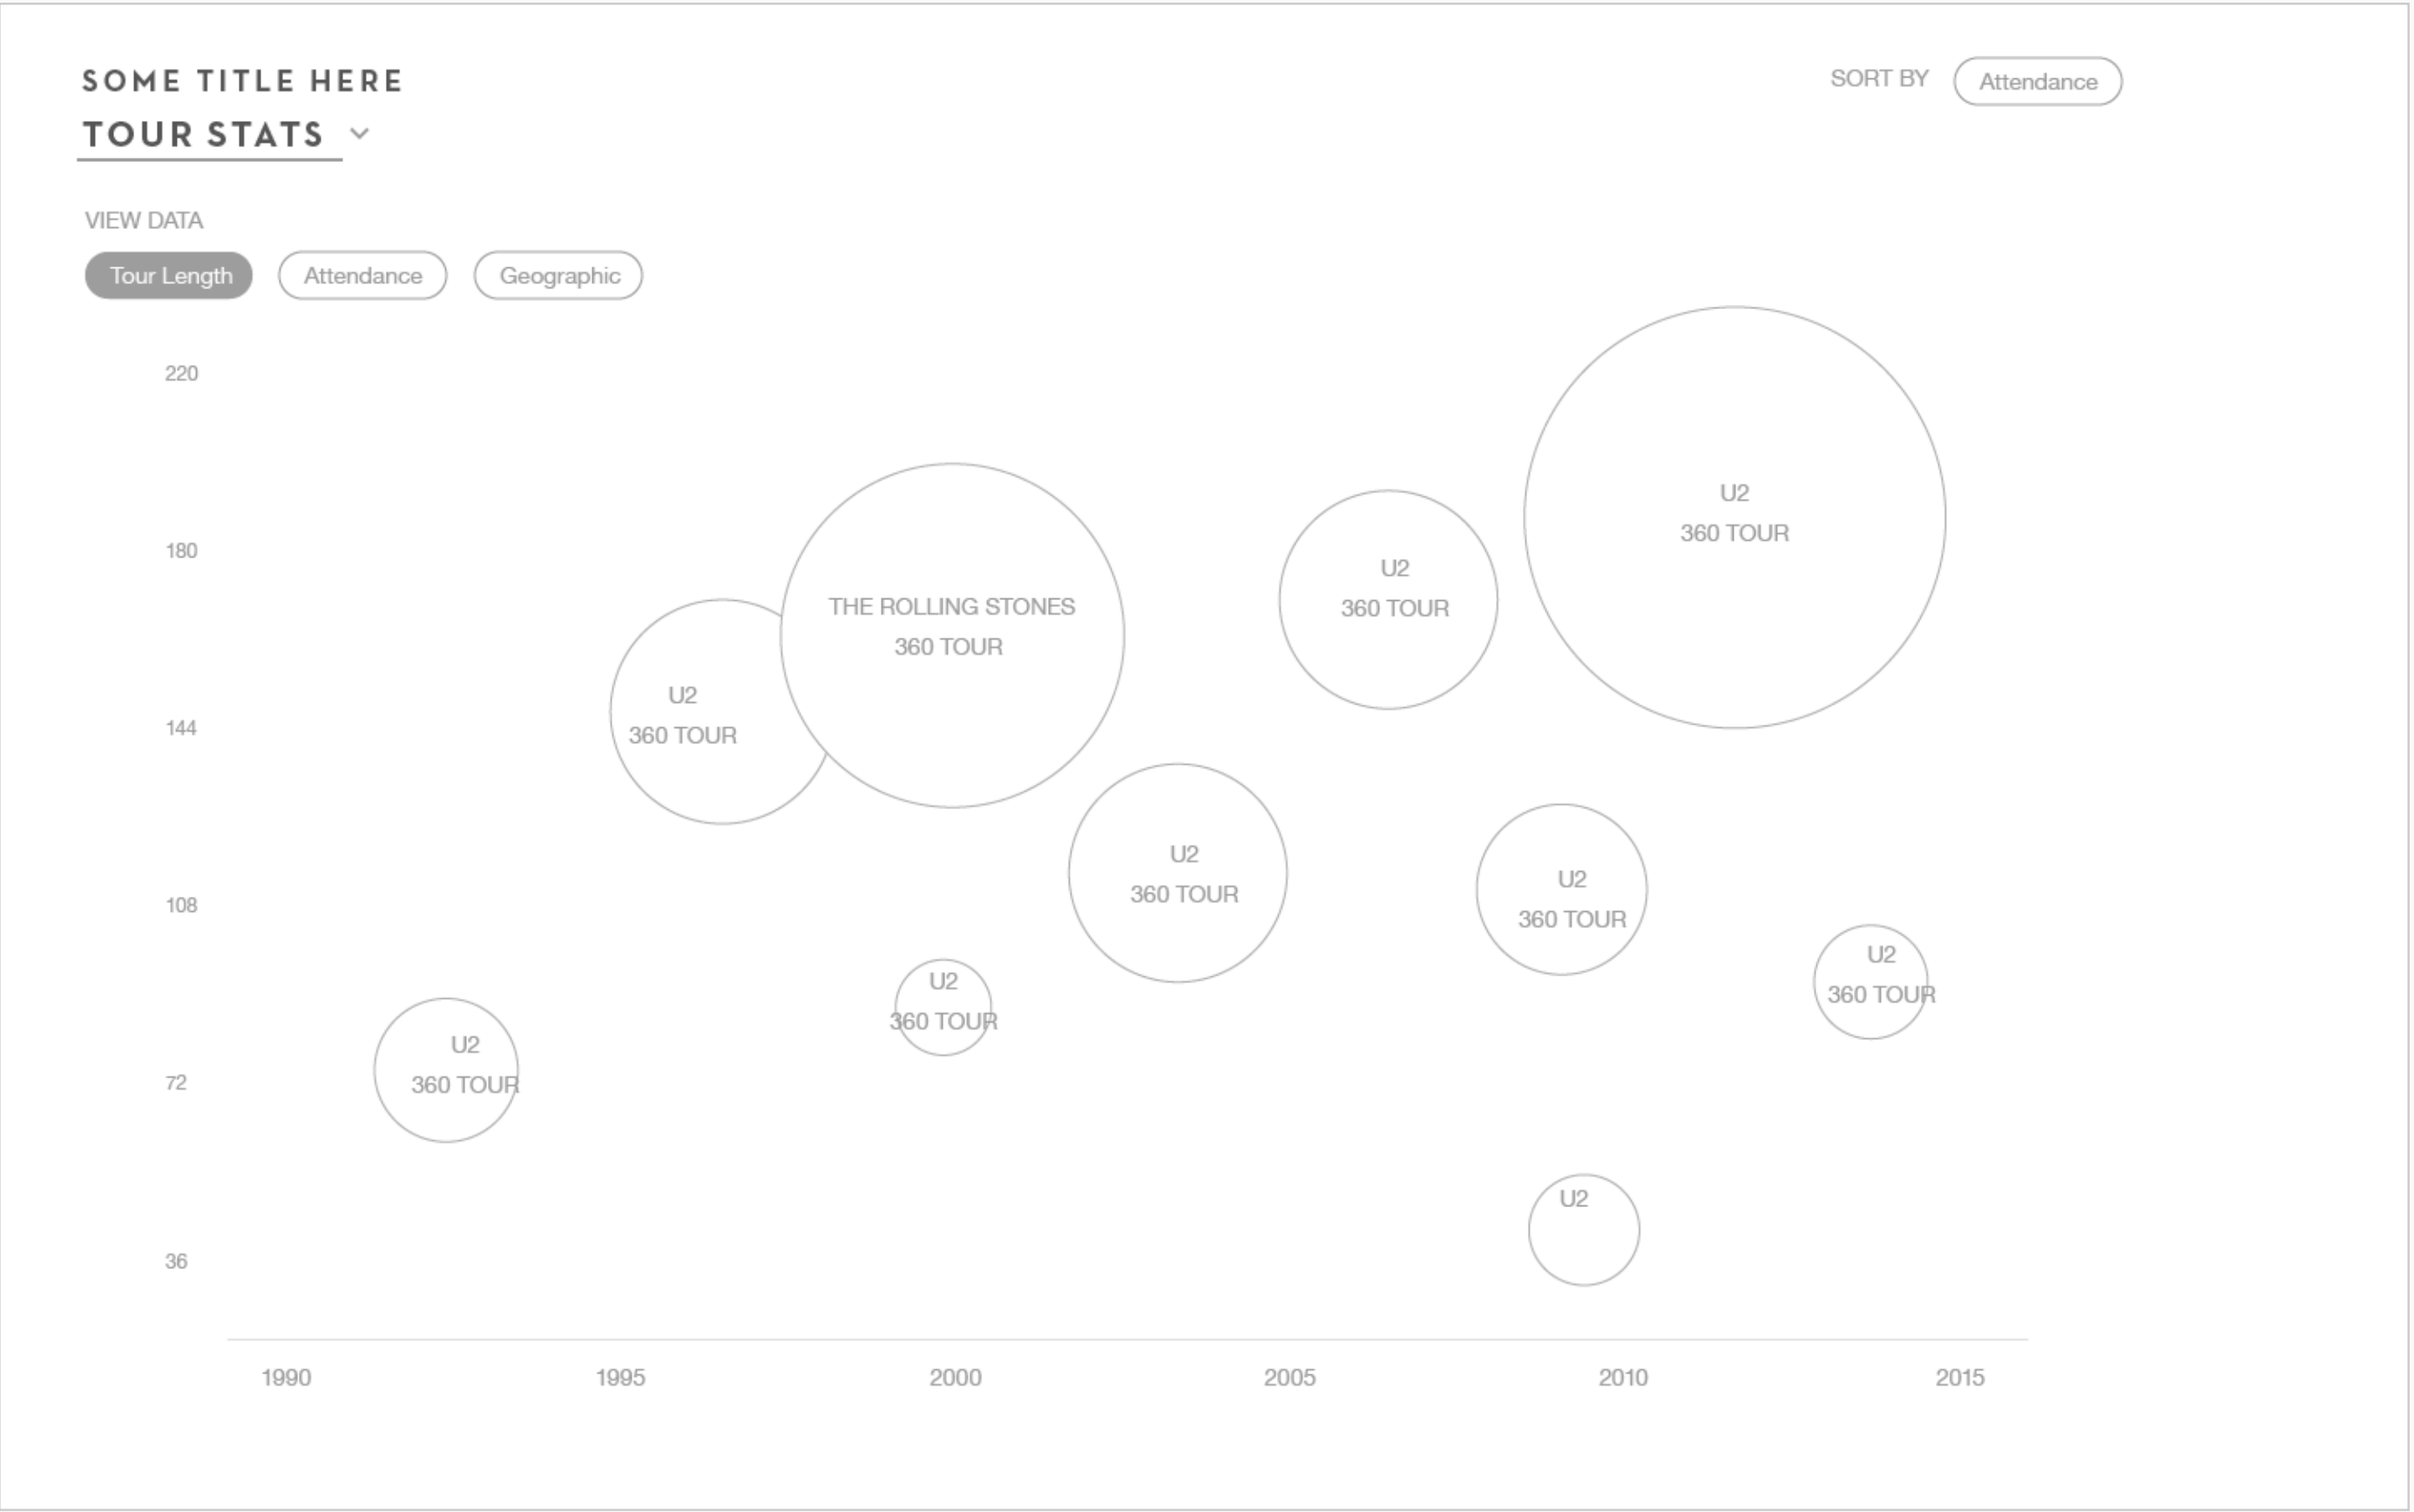 SOME TITLE HERE
TOUR STATS
SORT BY Attendance
VIEW DATA
Tour Length Attendance Geographic
220
180
144
108
72
36
U2
360 TOUR
THE ROLLING STONES
360 TOUR
U2
360 TOUR
U2
360 TOUR
U2
360 TOUR
U2
360 TOUR
U2
360 TOUR
U2
360 TOUR
U2
360 TOUR
U2
1990 1995 2000 2005 2010 2015